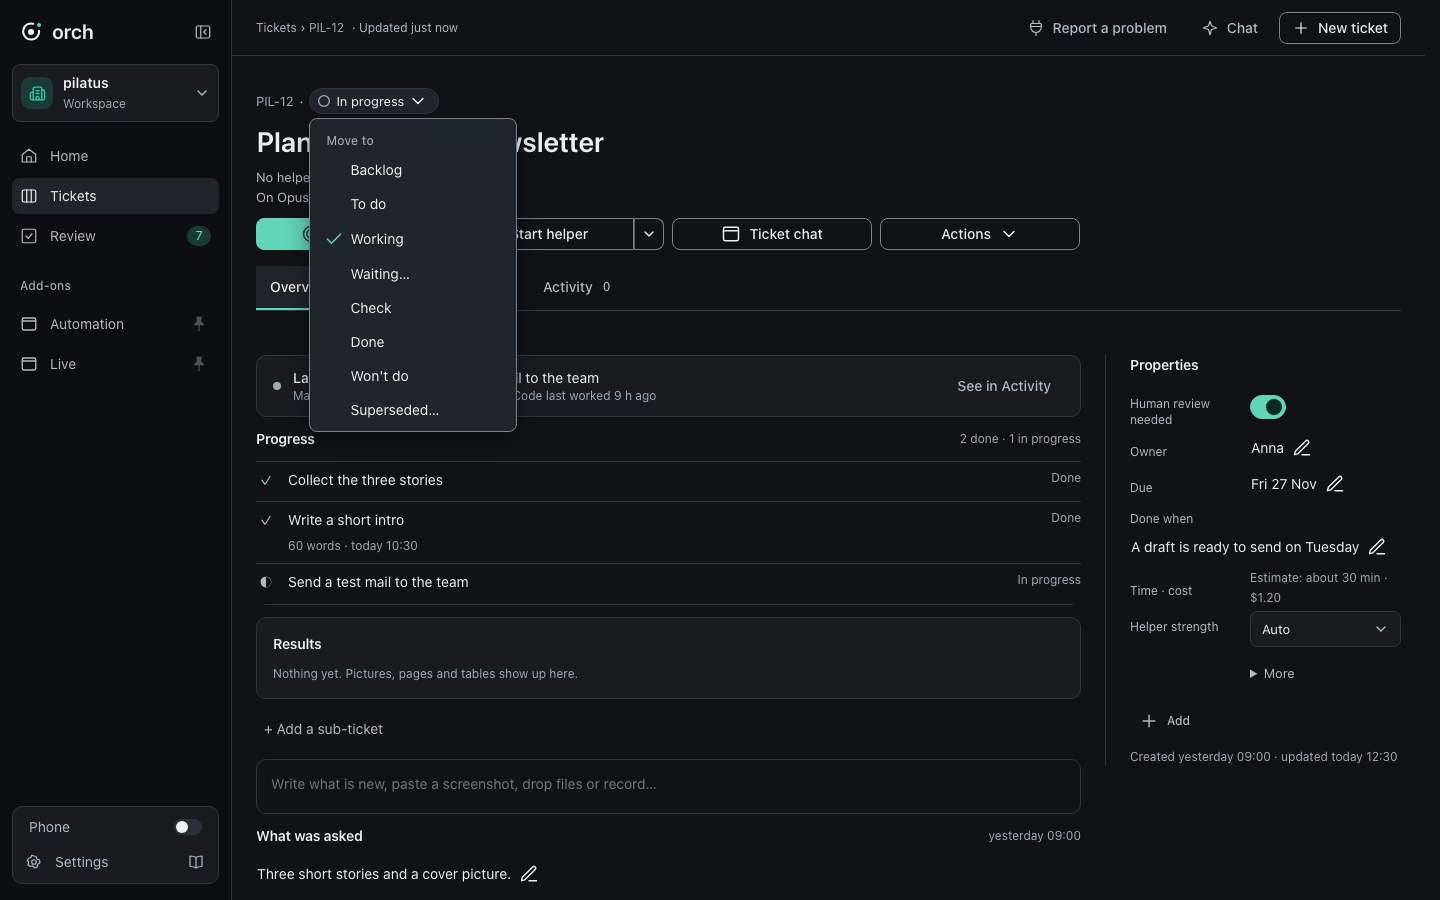 orch
Tickets › PIL-12 · Updated just now
Report a problem
Chat
New ticket
pilatus
Workspace
Home
Tickets
Review
7
Add-ons
Automation
Live
Phone
Settings
PIL-12 ·
In progress
Move to
Backlog
To do
Working
Waiting...
Check
Done
Won't do
Superseded...
No helpe
On Opus
helper
Ticket chat
Actions
Activity 0
to the team
Code last worked 9 h ago
See in Activity
Progress
2 done · 1 in progress
Collect the three stories
Done
Write a short intro
Done
60 words · today 10:30
Send a test mail to the team
In progress
Results
Nothing yet. Pictures, pages and tables show up here.
+ Add a sub-ticket
Write what is new, paste a screenshot, drop files or record...
What was asked
yesterday 09:00
Three short stories and a cover picture.
Properties
Human review
needed
Owner
Anna
Due
Fri 27 Nov
Done when
A draft is ready to send on Tuesday
Time · cost
Estimate: about 30 min ·
$1.20
Helper strength
Auto
More
Add
Created yesterday 09:00 · updated today 12:30